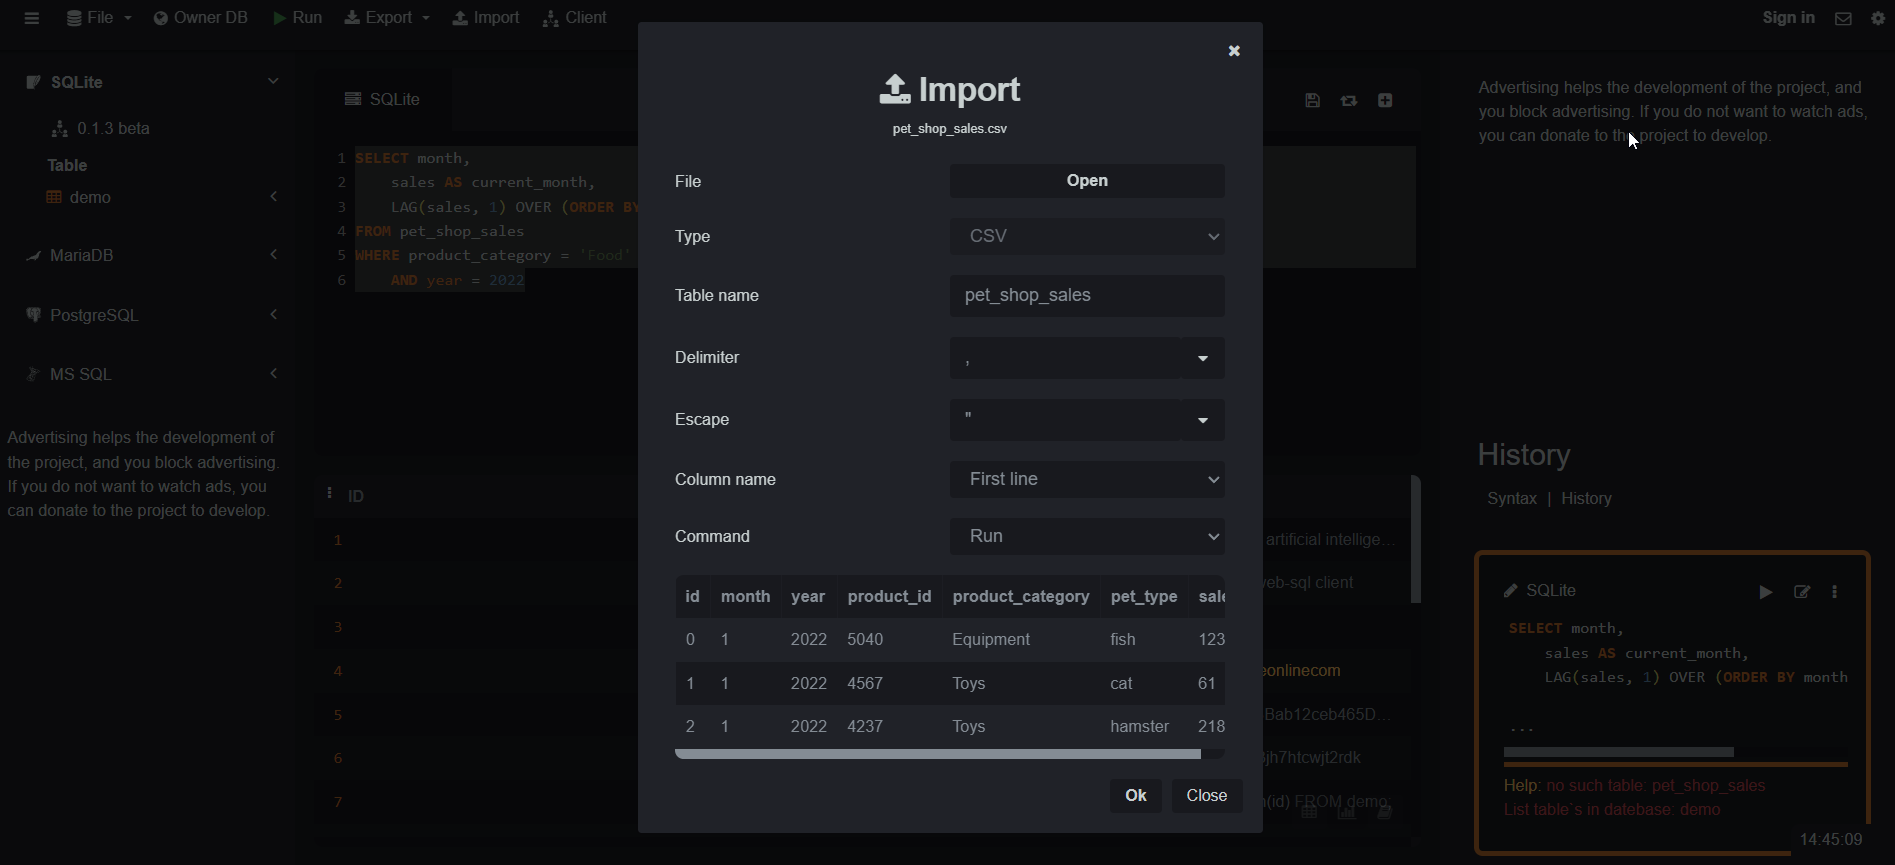 File
Owner DB
Run
Export
Import
Client
Sign in
SQLite
0.1.3 beta
Table
demo
MariaDB
PostgreSQL
MS SQL
Advertising helps the development of
the project, and you block advertising.
If you do not want to watch ads, you
can donate to the project to develop.
SQLite
1 SELECT month,
2 sales AS current_month,
3 LAG(sales, 1) OVER (ORDER BY
4 FROM pet_shop_sales
5 WHERE product_category = 'Food'
6 AND year = 2022
ID
1
2
3
4
5
6
7
Import
pet_shop_sales.csv
File Open
Type CSV
Table name pet_shop_sales
Delimiter ,
Escape "
Column name First line
Command Run
id month year product_id product_category pet_type sale
0 1 2022 5040 Equipment fish 123
1 1 2022 4567 Toys cat 61
2 1 2022 4237 Toys hamster 218
Ok Close
artificial intellige...
eb-sql client
eonlinecom
Bab12ceb465D...
jh7htcwjt2rdk
(id) FROM demo,
Advertising helps the development of the project, and
you block advertising. If you do not want to watch ads,
you can donate to the project to develop.
History
Syntax | History
SQLite
SELECT month,
sales AS current_month,
LAG(sales, 1) OVER (ORDER BY month
...
Help: no such table: pet_shop_sales
List table`s in datebase: demo
14:45:09